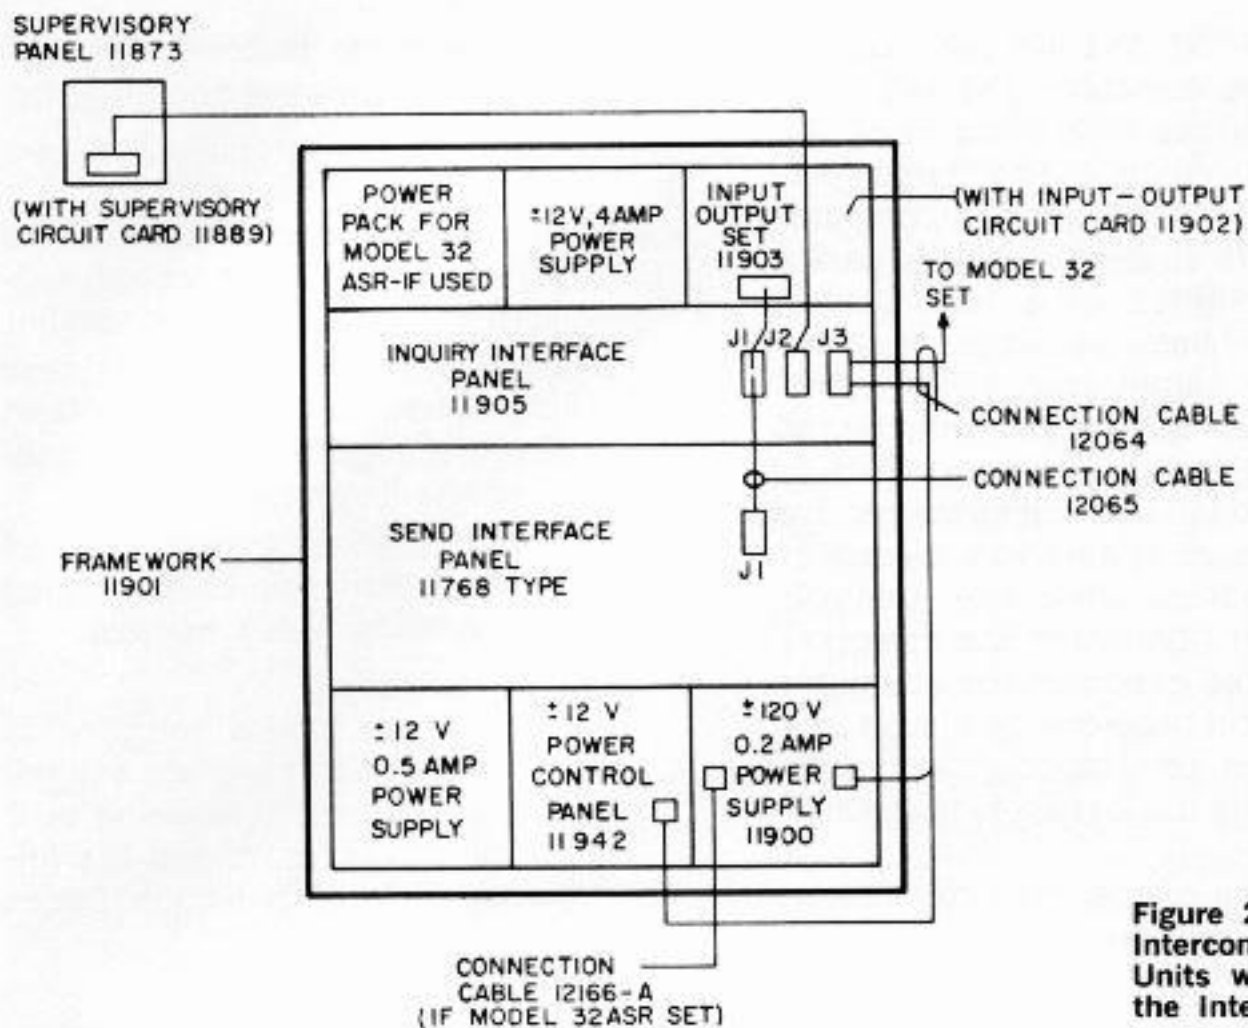 SUPERVISORY
PANEL 11873
(WITH SUPERVISORY
CIRCUIT CARD 11889)
POWER
PACK FOR
MODEL 32
ASR-IF USED
±12V, 4AMP
POWER
SUPPLY
INPUT
OUTPUT
SET
11903
(WITH INPUT-OUTPUT
CIRCUIT CARD 11902)
TO MODEL 32
SET
INQUIRY INTERFACE
PANEL
11905
J1 J2 J3
CONNECTION CABLE
12064
CONNECTION CABLE
12065
SEND INTERFACE
PANEL
11768 TYPE
J1
FRAMEWORK
11901
±12 V
0.5 AMP
POWER
SUPPLY
±12 V
POWER
CONTROL
PANEL
11942
±120 V
0.2 AMP
POWER
SUPPLY
11900
CONNECTION
CABLE 12166-A
(IF MODEL 32ASR SET)
Figure 2
Intercon
Units w
the Inte